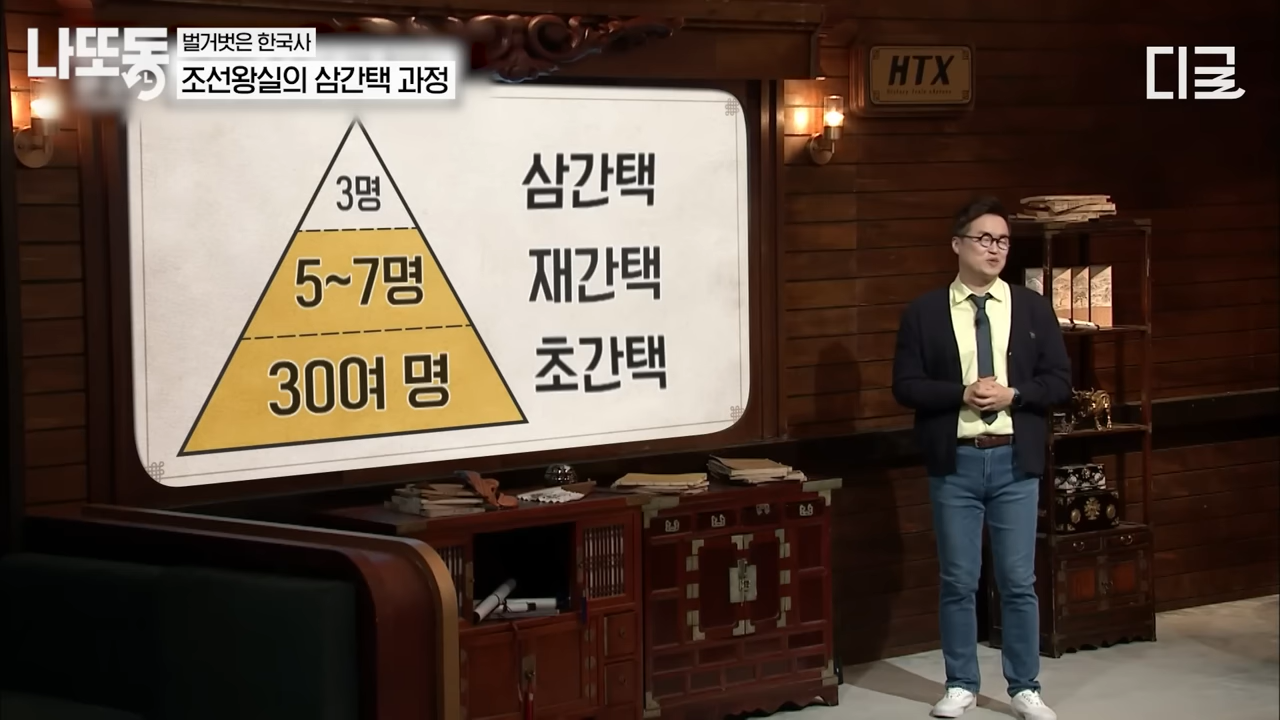 나또동
벌거벗은 한국사
조선왕실의 삼간택 과정
디글
HTX
3명
삼간택
5~7명
재간택
30여 명
초간택